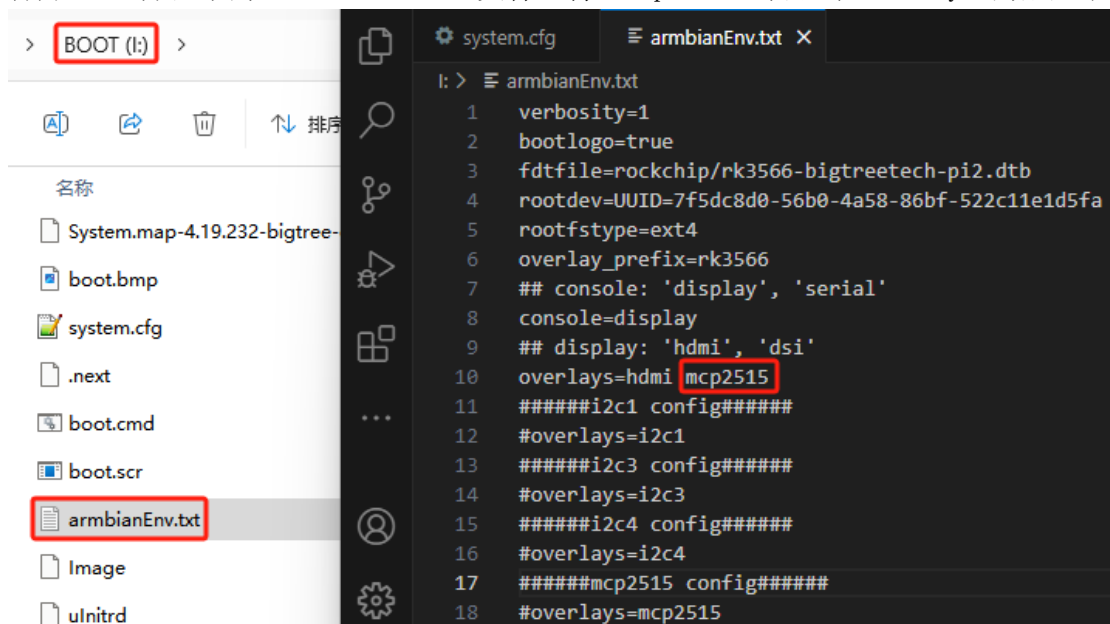 > BOOT (I:) >
排序
名称
System.map-4.19.232-bigtree-
boot.bmp
system.cfg
.next
boot.cmd
boot.scr
armbianEnv.txt
Image
uInitrd
system.cfg
armbianEnv.txt
I: > armbianEnv.txt
1 verbosity=1
2 bootlogo=true
3 fdtfile=rockchip/rk3566-bigtreetech-pi2.dtb
4 rootdev=UUID=7f5dc8d0-56b0-4a58-86bf-522c11e1d5fa
5 rootfstype=ext4
6 overlay_prefix=rk3566
7 ## console: 'display', 'serial'
8 console=display
9 ## display: 'hdmi', 'dsi'
10 overlays=hdmi mcp2515
11 ######i2c1 config######
12 #overlays=i2c1
13 ######i2c3 config######
14 #overlays=i2c3
15 ######i2c4 config######
16 #overlays=i2c4
17 ######mcp2515 config######
18 #overlays=mcp2515